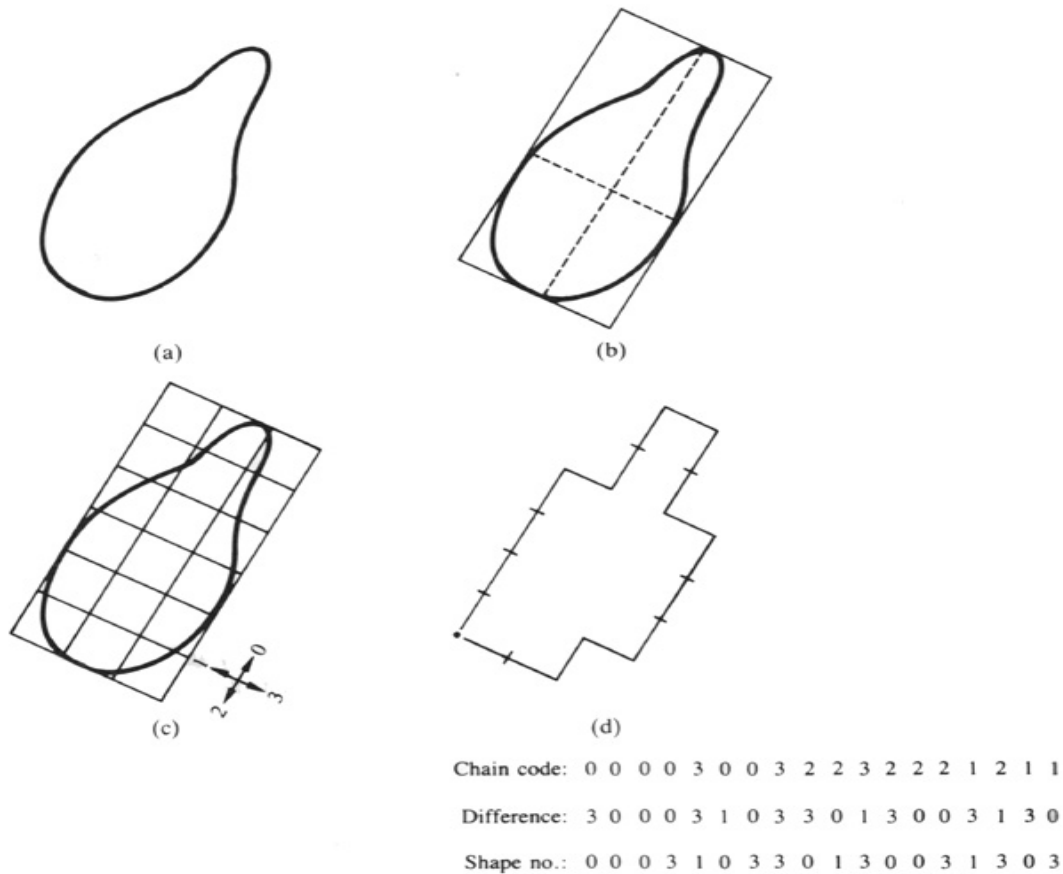 (a)
(b)
1 0
2 3
(c)
(d)
Chain code: 0 0 0 0 3 0 0 3 2 2 3 2 2 2 1 2 1 1
Difference: 3 0 0 0 3 1 0 3 3 0 1 3 0 0 3 1 3 0
Shape no.: 0 0 0 3 1 0 3 3 0 1 3 0 0 3 1 3 0 3